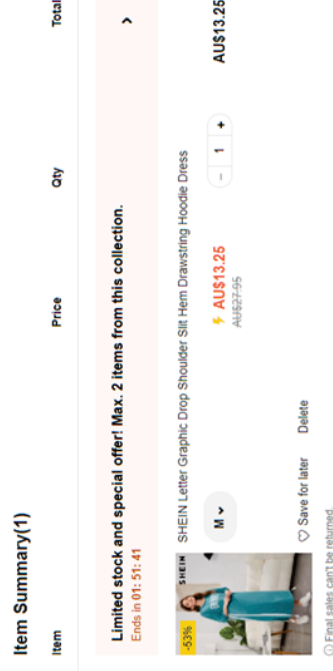 Item Summary(1)
Item Price Qty Total
Limited stock and special offer! Max. 2 items from this collection. >
Ends in 01: 51: 41
-53% SHEIN
SHEIN Letter Graphic Drop Shoulder Slit Hem Drawstring Hoodie Dress
M AU$13.25 - 1 + AU$13.25
AU$27.95
Save for later Delete
Final sales can't be returned.